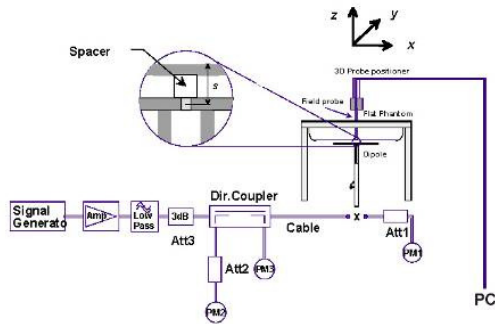 z
y
x
Spacer
s
3D Probe positioner
Field probe
Flat Phantom
Dipole
Dir.Coupler
Signal
Generato
Amp
Low
Pass
3dB
Att3
Cable
x
Att1
PM1
Att2
PM3
PM2
PC